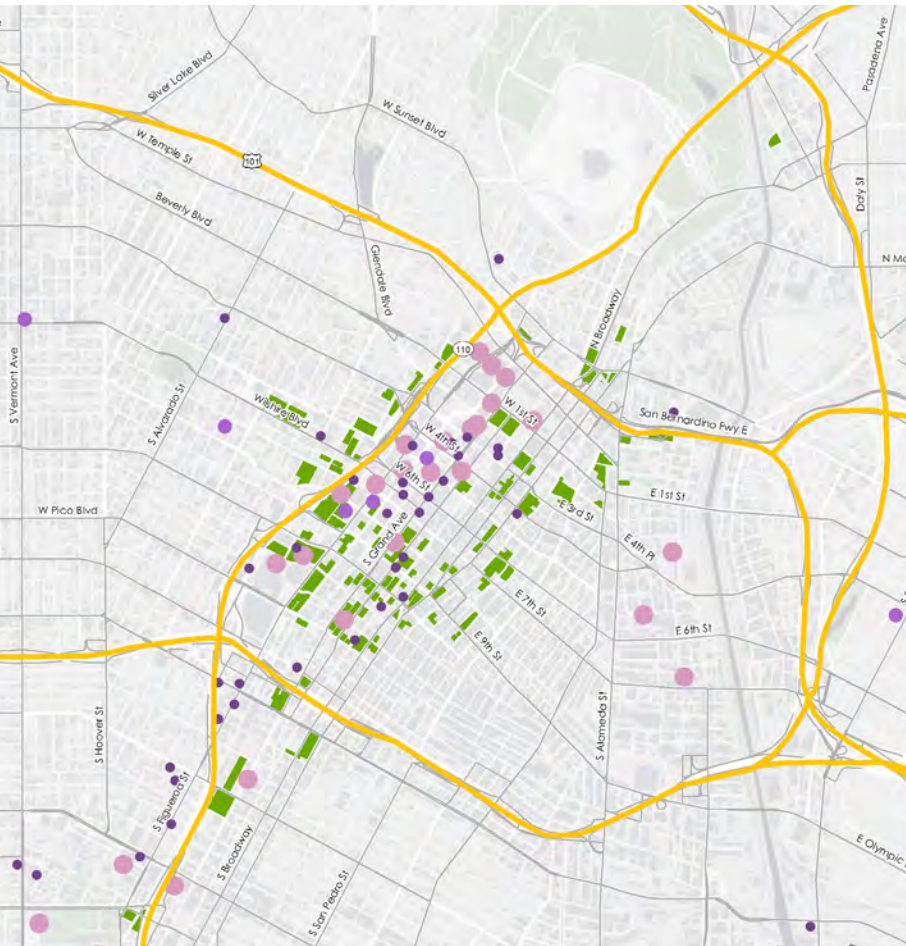 Silver Lake Blvd
Pasadena Ave
W Sunset Blvd
W Temple St
101
Beverly Blvd
Daly St
Glendale Blvd
N Broadway
S Vermont Ave
110
S Alvarado St
Wilshire Blvd
W 1st St
San Bernardino Fwy E
W 4th St
W 6th St
E 1st St
W Pico Blvd
E 3rd St
S Grand Ave
E 4th Pl
E 7th St
E 6th St
E 9th St
S Hoover St
S Alameda St
S Figueroa St
S Broadway
E Olympic
S San Pedro St